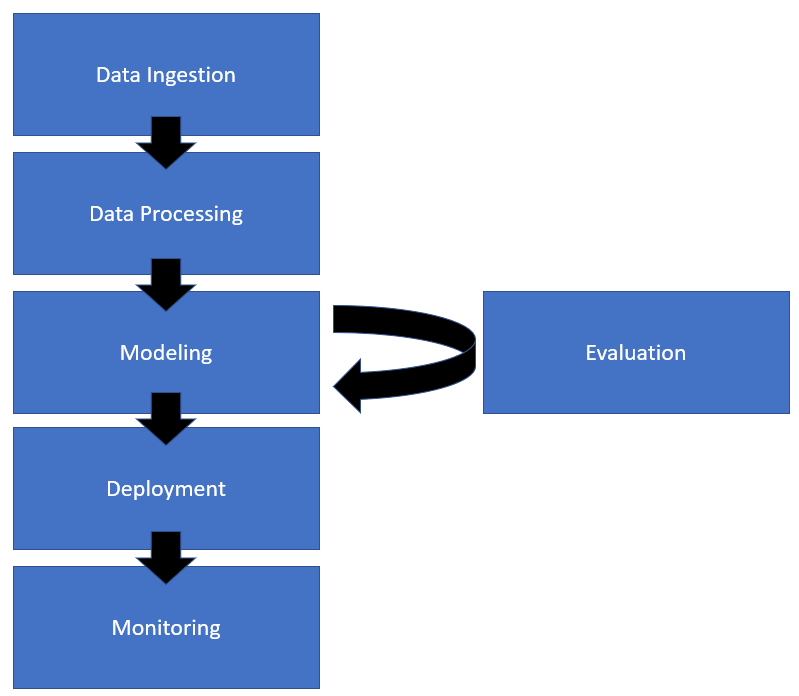 Data Ingestion
Data Processing
Modeling
Evaluation
Deployment
Monitoring